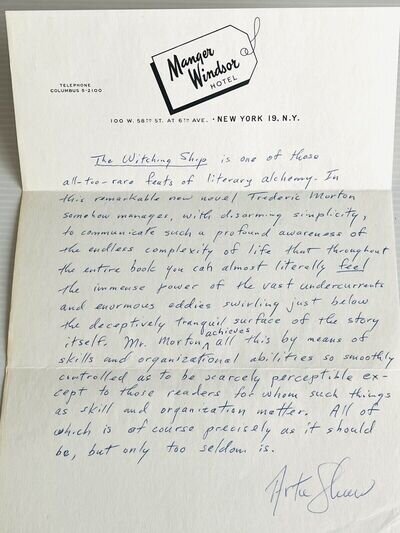 Manger
Windsor
HOTEL
TELEPHONE
COLUMBUS 5-2100
100 W. 58TH ST. AT 6TH AVE. • NEW YORK 19, N.Y.
The Witching Ship is one of those
all-too-rare feats of literary alchemy. In
this remarkable new novel Frederic Morton
somehow manages, with disarming simplicity,
to communicate such a profound awareness of
the endless complexity of life that throughout
the entire book you can almost literally feel
the immense power of the vast undercurrents
and enormous eddies swirling just below
the deceptively tranquil surface of the story
itself. Mr. Morton achieves all this by means of
skills and organizational abilities so smoothly
controlled as to be scarcely perceptible ex-
cept to those readers for whom such things
as skill and organization matter. All of
which is of course precisely as it should
be, but only too seldom is.
Artie Shaw